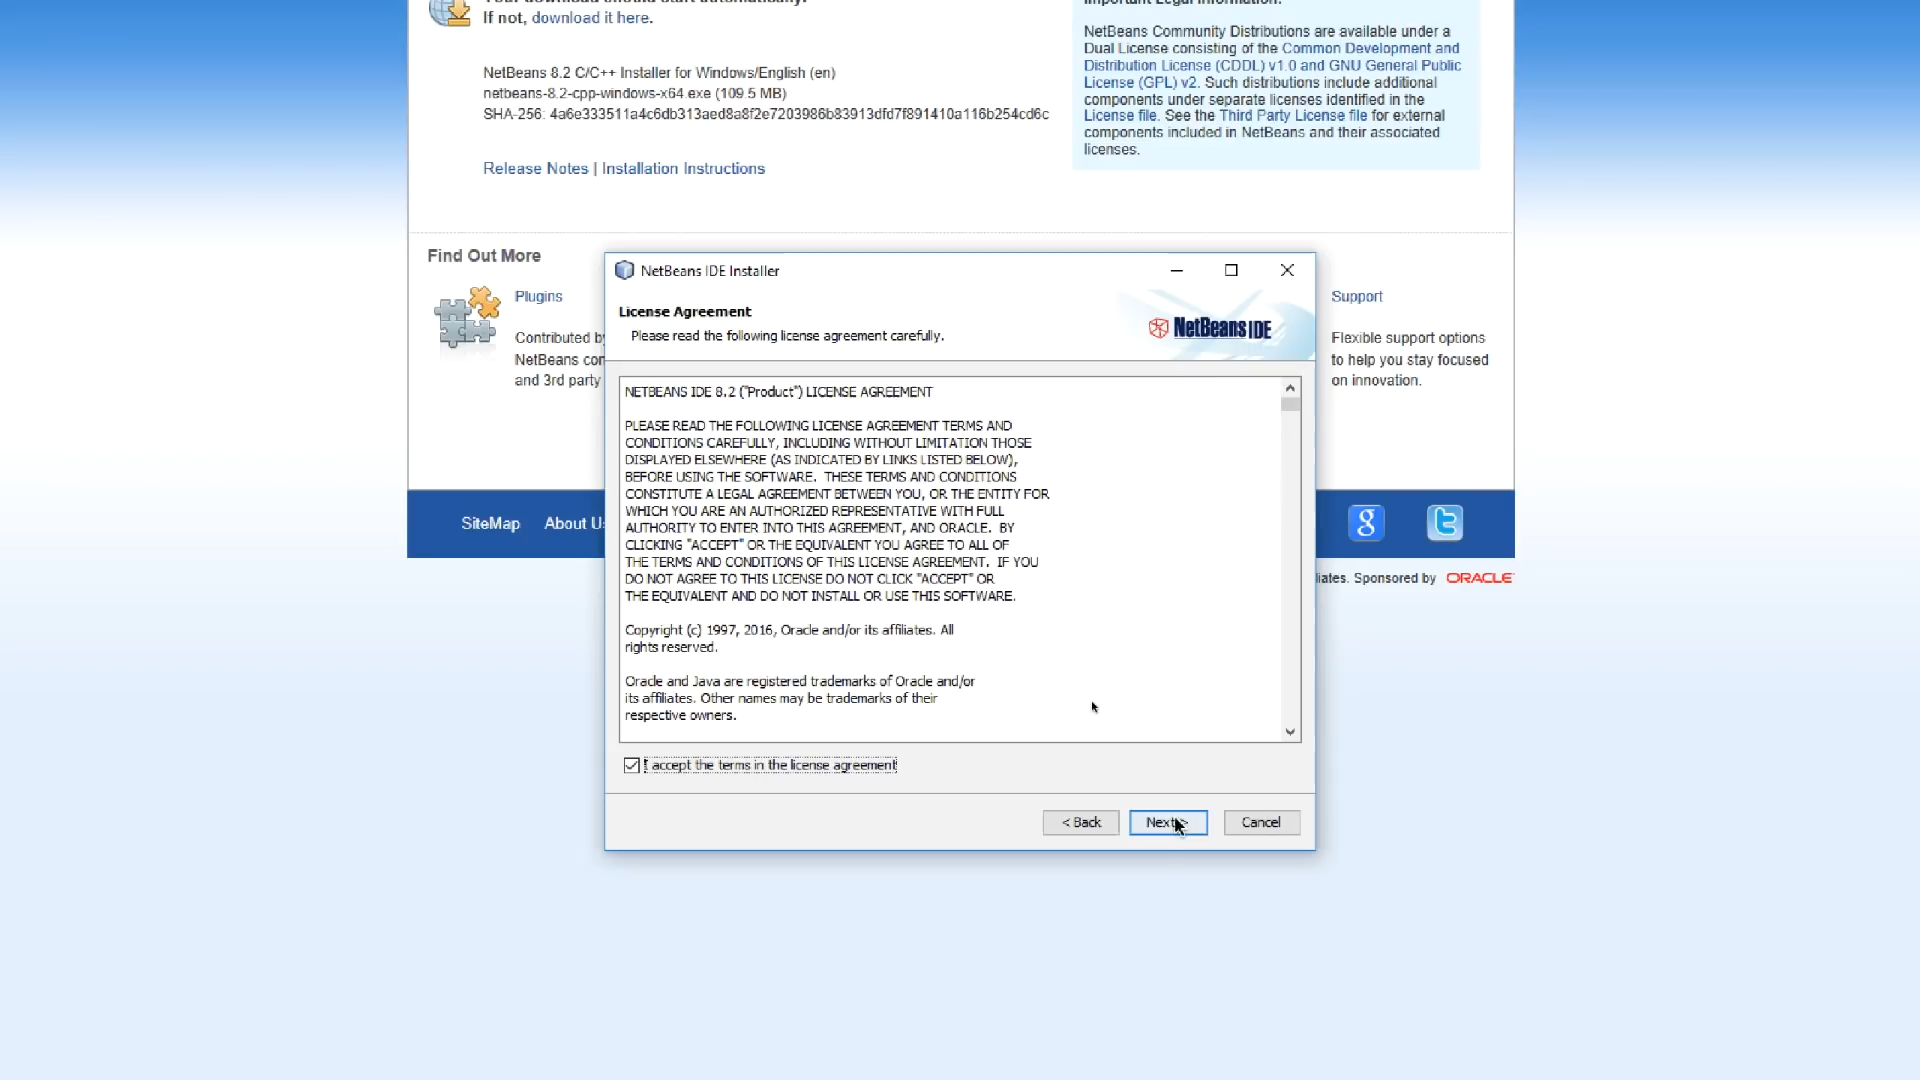 If not, download it here.
NetBeans 8.2 C/C++ Installer for Windows/English (en)
netbeans-8.2-cpp-windows-x64.exe (109.5 MB)
SHA-256: 4a6e333511a4c6db313aed8a8f2e7203986b83913dfd7f891410a116b254cd6c
Release Notes | Installation Instructions
NetBeans Community Distributions are available under a
Dual License consisting of the Common Development and
Distribution License (CDDL) v1.0 and GNU General Public
License (GPL) v2. Such distributions include additional
components under separate licenses identified in the
License file. See the Third Party License file for external
components included in NetBeans and their associated
licenses.
Find Out More
Plugins
Contributed by
NetBeans com
and 3rd party
Support
Flexible support options
to help you stay focused
on innovation.
NetBeans IDE Installer
License Agreement
Please read the following license agreement carefully.
NetBeans IDE
NETBEANS IDE 8.2 ("Product") LICENSE AGREEMENT
PLEASE READ THE FOLLOWING LICENSE AGREEMENT TERMS AND
CONDITIONS CAREFULLY, INCLUDING WITHOUT LIMITATION THOSE
DISPLAYED ELSEWHERE (AS INDICATED BY LINKS LISTED BELOW),
BEFORE USING THE SOFTWARE. THESE TERMS AND CONDITIONS
CONSTITUTE A LEGAL AGREEMENT BETWEEN YOU, OR THE ENTITY FOR
WHICH YOU ARE AN AUTHORIZED REPRESENTATIVE WITH FULL
AUTHORITY TO ENTER INTO THIS AGREEMENT, AND ORACLE. BY
CLICKING "ACCEPT" OR THE EQUIVALENT YOU AGREE TO ALL OF
THE TERMS AND CONDITIONS OF THIS LICENSE AGREEMENT. IF YOU
DO NOT AGREE TO THIS LICENSE DO NOT CLICK "ACCEPT" OR
THE EQUIVALENT AND DO NOT INSTALL OR USE THIS SOFTWARE.
Copyright (c) 1997, 2016, Oracle and/or its affiliates. All
rights reserved.
Oracle and Java are registered trademarks of Oracle and/or
its affiliates. Other names may be trademarks of their
respective owners.
I accept the terms in the license agreement
< Back
Next >
Cancel
SiteMap
About Us
iates. Sponsored by ORACLE